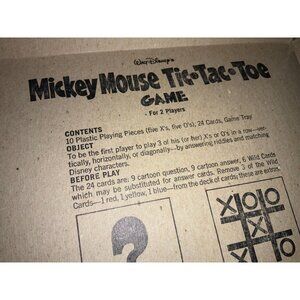 Walt Disney's
Mickey Mouse Tic•Tac•Toe
GAME
For 2 Players
CONTENTS
10 Plastic Playing Pieces (five X's, five O's), 24 Cards, Game Tray
OBJECT
To be the first player to play 3 of his (or her) X's or O's in a row—ver-
tically, horizontally, or diagonally—by answering riddles and matching
Disney characters.
BEFORE PLAY
The 24 cards are: 9 cartoon question, 9 cartoon answer, 6 Wild Cards
which may be substituted for answer cards. Remove 3 of the Wild
Cards—1 red, 1 yellow, 1 blue—from the deck of cards; these are extras.
?
X O O
X O
X